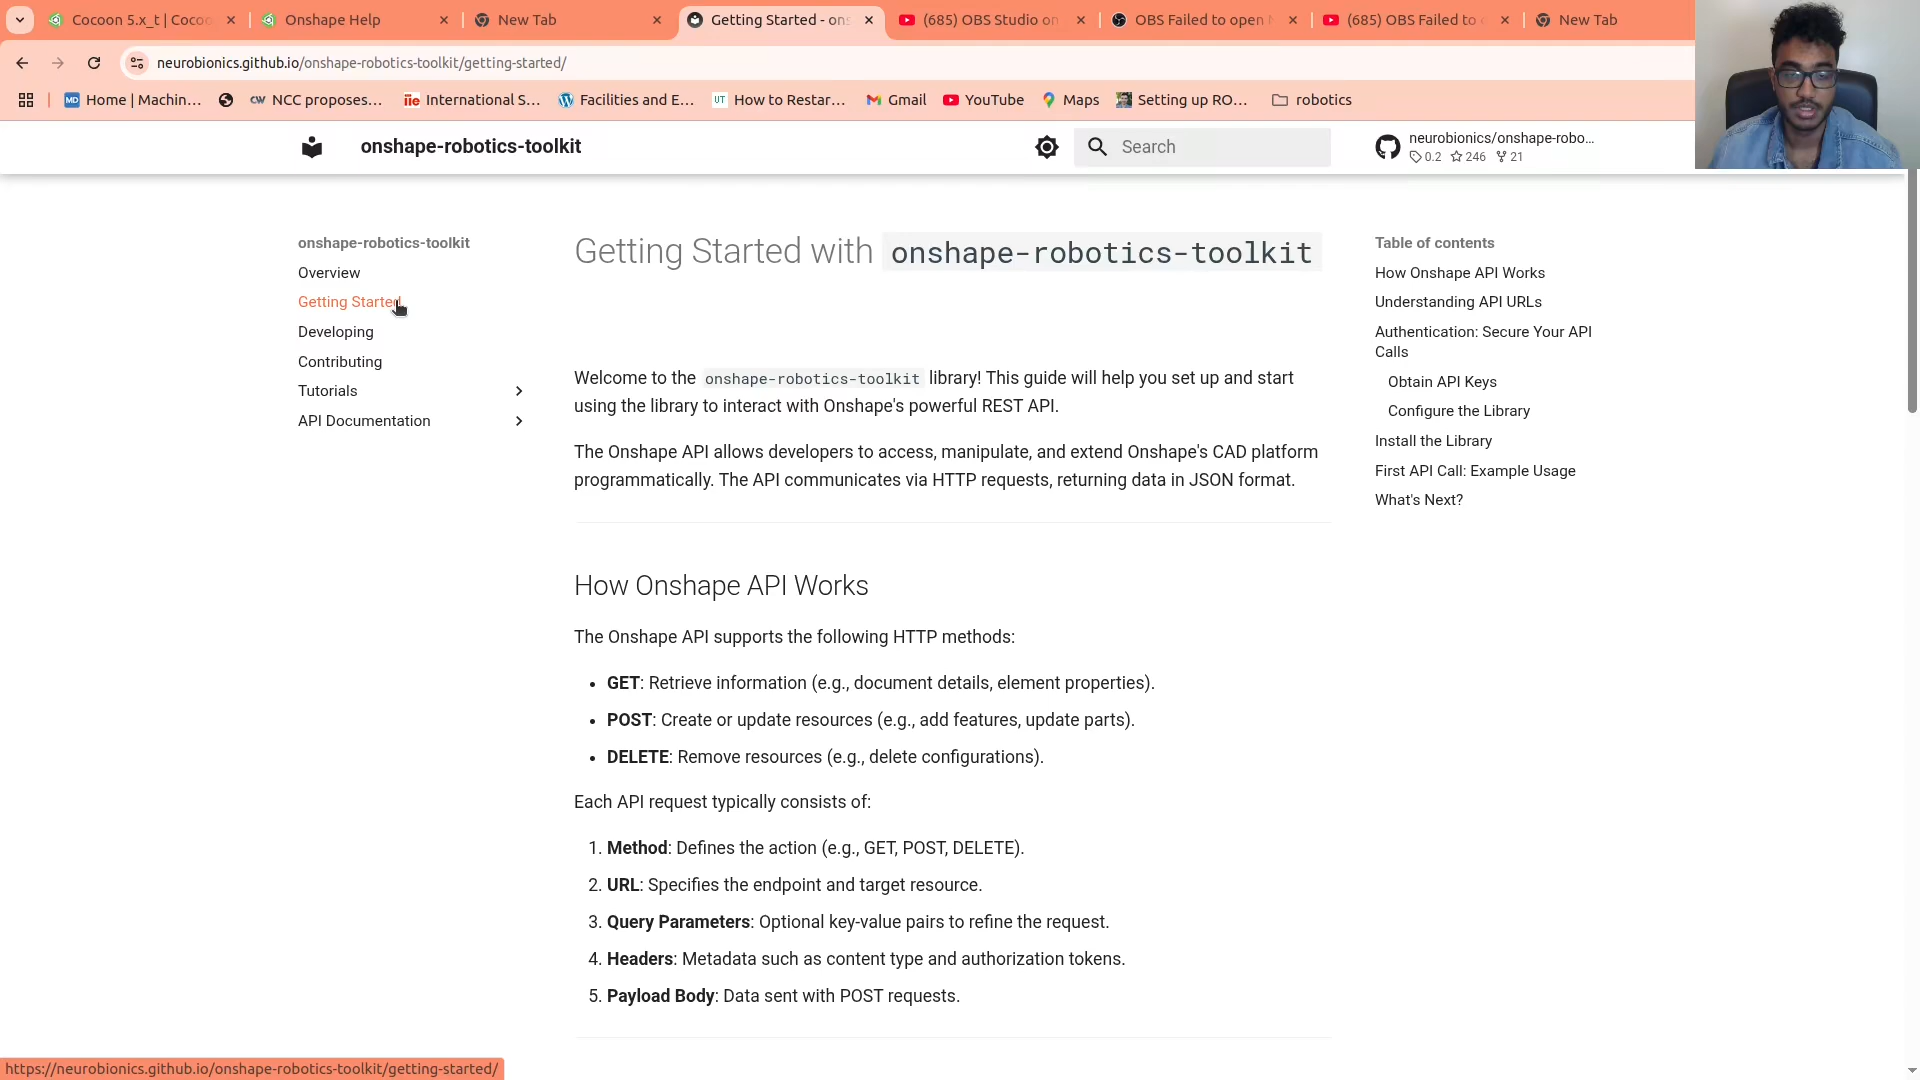 Cocoon 5.x_t | Cocoo
Onshape Help
New Tab
Getting Started - ons
(685) OBS Studio on
OBS Failed to open
(685) OBS Failed to
New Tab
neurobionics.github.io/onshape-robotics-toolkit/getting-started/
MD Home | Machin...
CW NCC proposes...
iie International S...
Facilities and E...
UT How to Restar...
Gmail
YouTube
Maps
Setting up RO...
robotics
onshape-robotics-toolkit
Search
neurobionics/onshape-robo...
0.2 246 21
onshape-robotics-toolkit
Overview
Getting Started
Developing
Contributing
Tutorials
API Documentation
Getting Started with onshape-robotics-toolkit
Welcome to the onshape-robotics-toolkit library! This guide will help you set up and start
using the library to interact with Onshape's powerful REST API.
The Onshape API allows developers to access, manipulate, and extend Onshape's CAD platform
programmatically. The API communicates via HTTP requests, returning data in JSON format.
How Onshape API Works
The Onshape API supports the following HTTP methods:
• GET: Retrieve information (e.g., document details, element properties).
• POST: Create or update resources (e.g., add features, update parts).
• DELETE: Remove resources (e.g., delete configurations).
Each API request typically consists of:
1. Method: Defines the action (e.g., GET, POST, DELETE).
2. URL: Specifies the endpoint and target resource.
3. Query Parameters: Optional key-value pairs to refine the request.
4. Headers: Metadata such as content type and authorization tokens.
5. Payload Body: Data sent with POST requests.
Table of contents
How Onshape API Works
Understanding API URLs
Authentication: Secure Your API
Calls
Obtain API Keys
Configure the Library
Install the Library
First API Call: Example Usage
What's Next?
https://neurobionics.github.io/onshape-robotics-toolkit/getting-started/